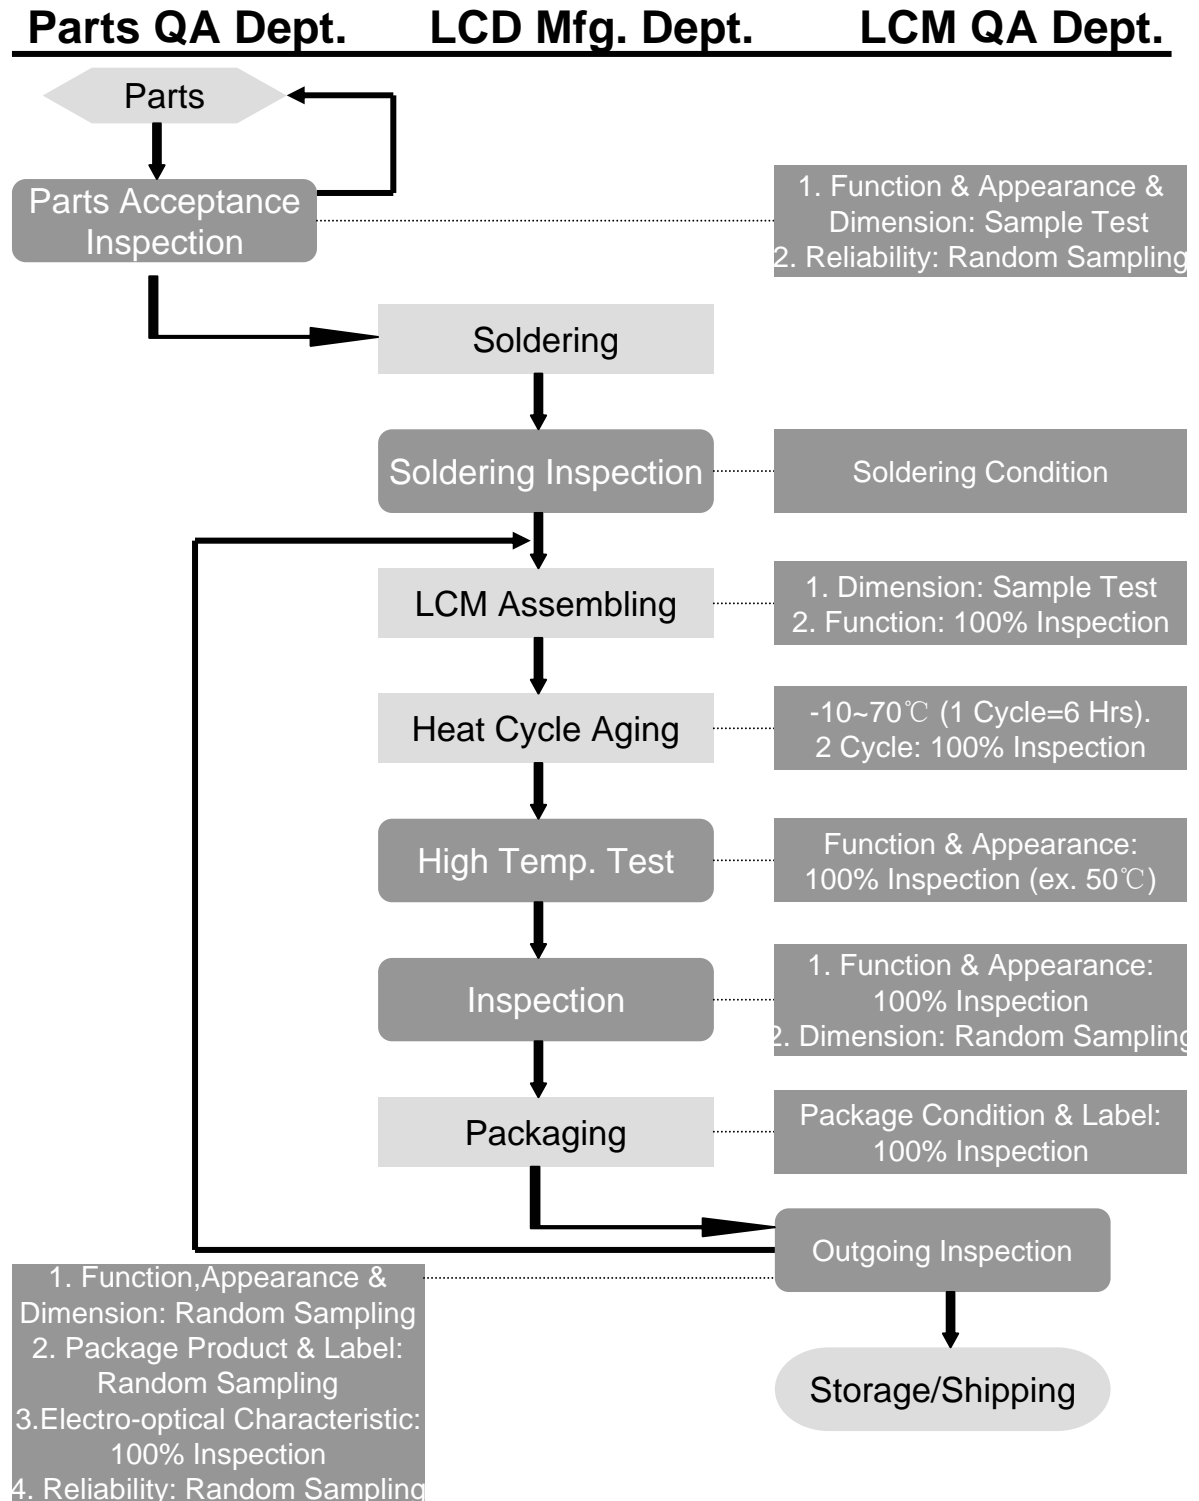 Parts QA Dept.
LCD Mfg. Dept.
LCM QA Dept.
Parts
Parts Acceptance
Inspection
1. Function & Appearance &
Dimension: Sample Test
2. Reliability: Random Sampling
Soldering
Soldering Inspection
Soldering Condition
LCM Assembling
1. Dimension: Sample Test
2. Function: 100% Inspection
Heat Cycle Aging
-10~70℃ (1 Cycle=6 Hrs).
2 Cycle: 100% Inspection
High Temp. Test
Function & Appearance:
100% Inspection (ex. 50℃)
Inspection
1. Function & Appearance:
100% Inspection
2. Dimension: Random Sampling
Packaging
Package Condition & Label:
100% Inspection
Outgoing Inspection
1. Function,Appearance &
Dimension: Random Sampling
2. Package Product & Label:
Random Sampling
3.Electro-optical Characteristic:
100% Inspection
4. Reliability: Random Sampling
Storage/Shipping